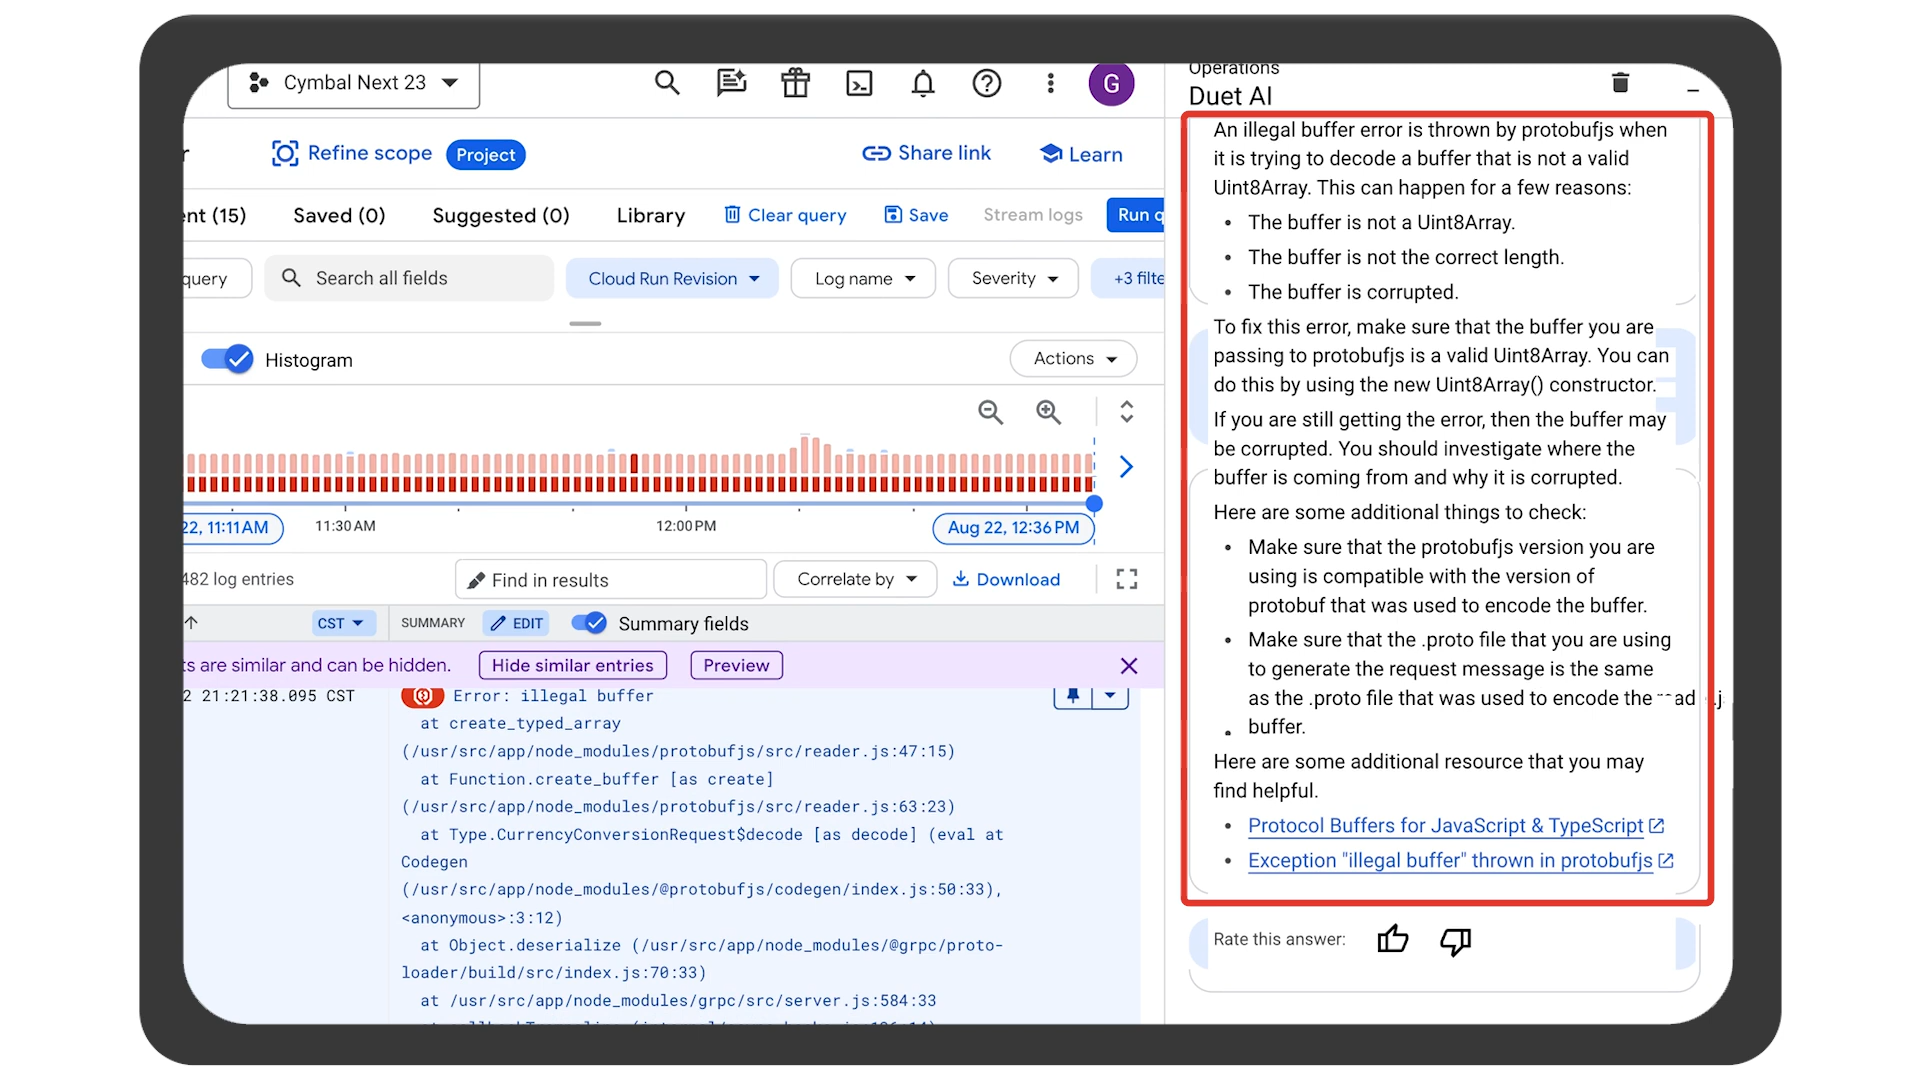 Cymbal Next 23
G
Refine scope
Project
Share link
Learn
ent (15)
Saved (0)
Suggested (0)
Library
Clear query
Save
Stream logs
Run q
query
Search all fields
Cloud Run Revision
Log name
Severity
+3 filte
Histogram
Actions
22, 11:11 AM
11:30 AM
12:00 PM
Aug 22, 12:36 PM
482 log entries
Find in results
Correlate by
Download
CST
SUMMARY
EDIT
Summary fields
ts are similar and can be hidden.
Hide similar entries
Preview
2 21:21:38.095 CST
Error: illegal buffer
at create_typed_array
(/usr/src/app/node_modules/protobufjs/src/reader.js:47:15)
at Function.create_buffer [as create]
(/usr/src/app/node_modules/protobufjs/src/reader.js:63:23)
at Type.CurrencyConversionRequest$decode [as decode] (eval at
Codegen
(/usr/src/app/node_modules/@protobufjs/codegen/index.js:50:33),
<anonymous>:3:12)
at Object.deserialize (/usr/src/app/node_modules/@grpc/proto-
loader/build/src/index.js:70:33)
at /usr/src/app/node_modules/grpc/src/server.js:584:33
Operations
Duet AI
An illegal buffer error is thrown by protobufjs when
it is trying to decode a buffer that is not a valid
Uint8Array. This can happen for a few reasons:
• The buffer is not a Uint8Array.
• The buffer is not the correct length.
• The buffer is corrupted.
To fix this error, make sure that the buffer you are
passing to protobufjs is a valid Uint8Array. You can
do this by using the new Uint8Array() constructor.
If you are still getting the error, then the buffer may
be corrupted. You should investigate where the
buffer is coming from and why it is corrupted.
Here are some additional things to check:
• Make sure that the protobufjs version you are
using is compatible with the version of
protobuf that was used to encode the buffer.
• Make sure that the .proto file that you are using
to generate the request message is the same
as the .proto file that was used to encode the
buffer.
Here are some additional resource that you may
find helpful.
• Protocol Buffers for JavaScript & TypeScript
• Exception "illegal buffer" thrown in protobufjs
Rate this answer: